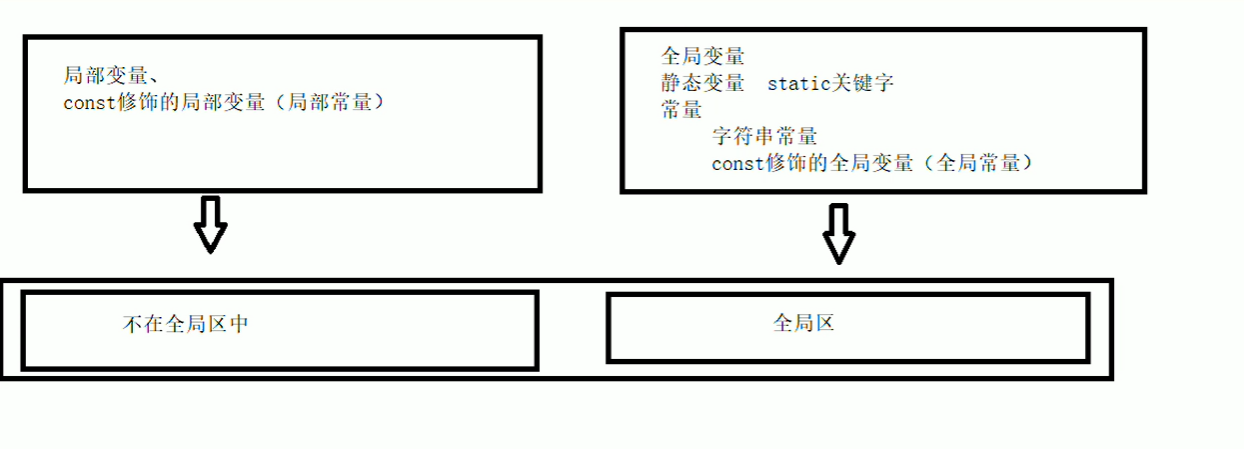 局部变量、
const修饰的局部变量（局部常量）
全局变量
静态变量  static关键字
常量
字符串常量
const修饰的全局变量（全局常量）
不在全局区中
全局区